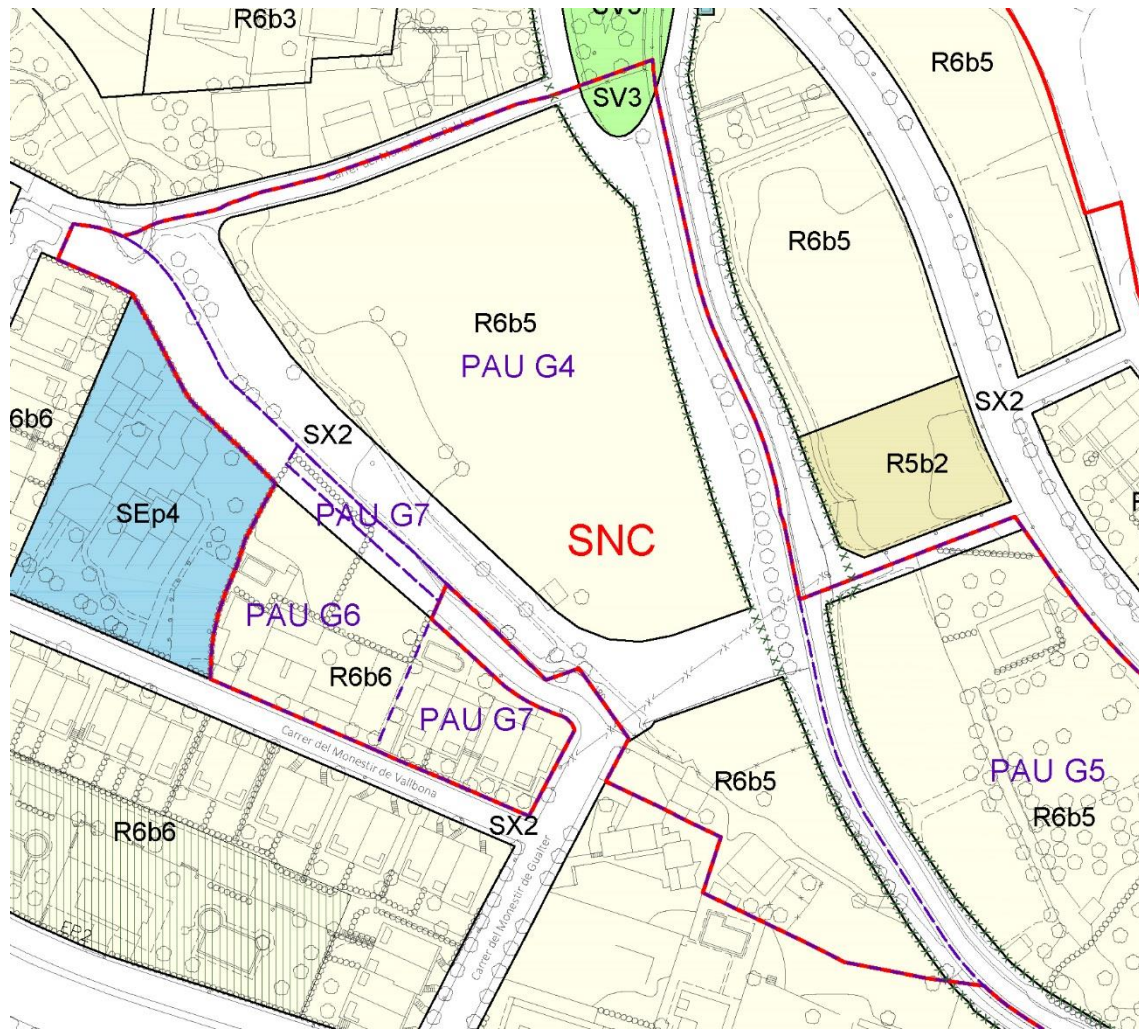 R6b3
SV3
R6b5
SV3
R6b5
R6b5
PAU G4
SX2
6b6
SX2
R5b2
SEp4
PAU G7
SNC
PAU G6
R6b6
PAU G7
Carrer del Monestir de Vallbona
R6b5
PAU G5
R6b5
R6b6
SX2
Carrer del Monestir de Gualter